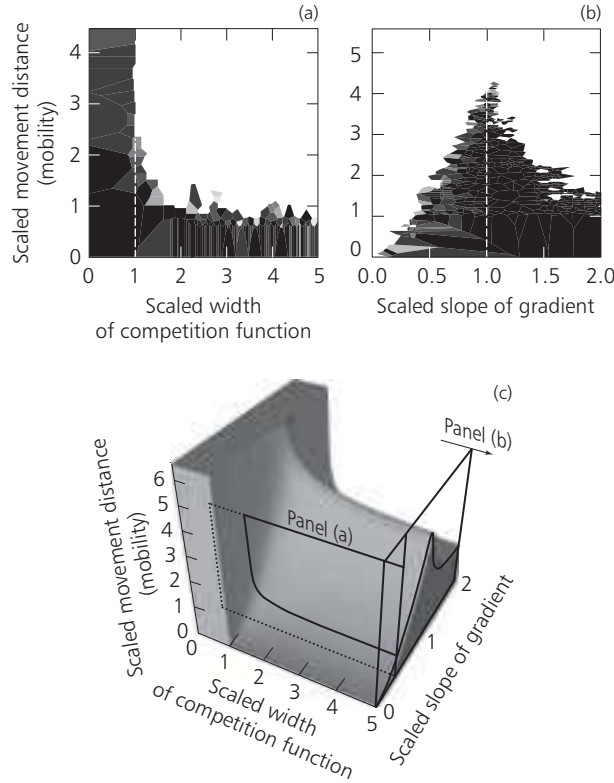 (a)
Scaled movement distance
(mobility)
4
3
2
1
0
0 1 2 3 4 5
Scaled width
of competition function
(b)
5
4
3
2
1
0
0.0 0.5 1.0 1.5 2.0
Scaled slope of gradient
(c)
Panel (b)
Panel (a)
Scaled movement distance
(mobility)
6
5
4
3
2
1
0
0 1 2 3 4 5
Scaled width
of competition function
0 1 2
Scaled slope of gradient